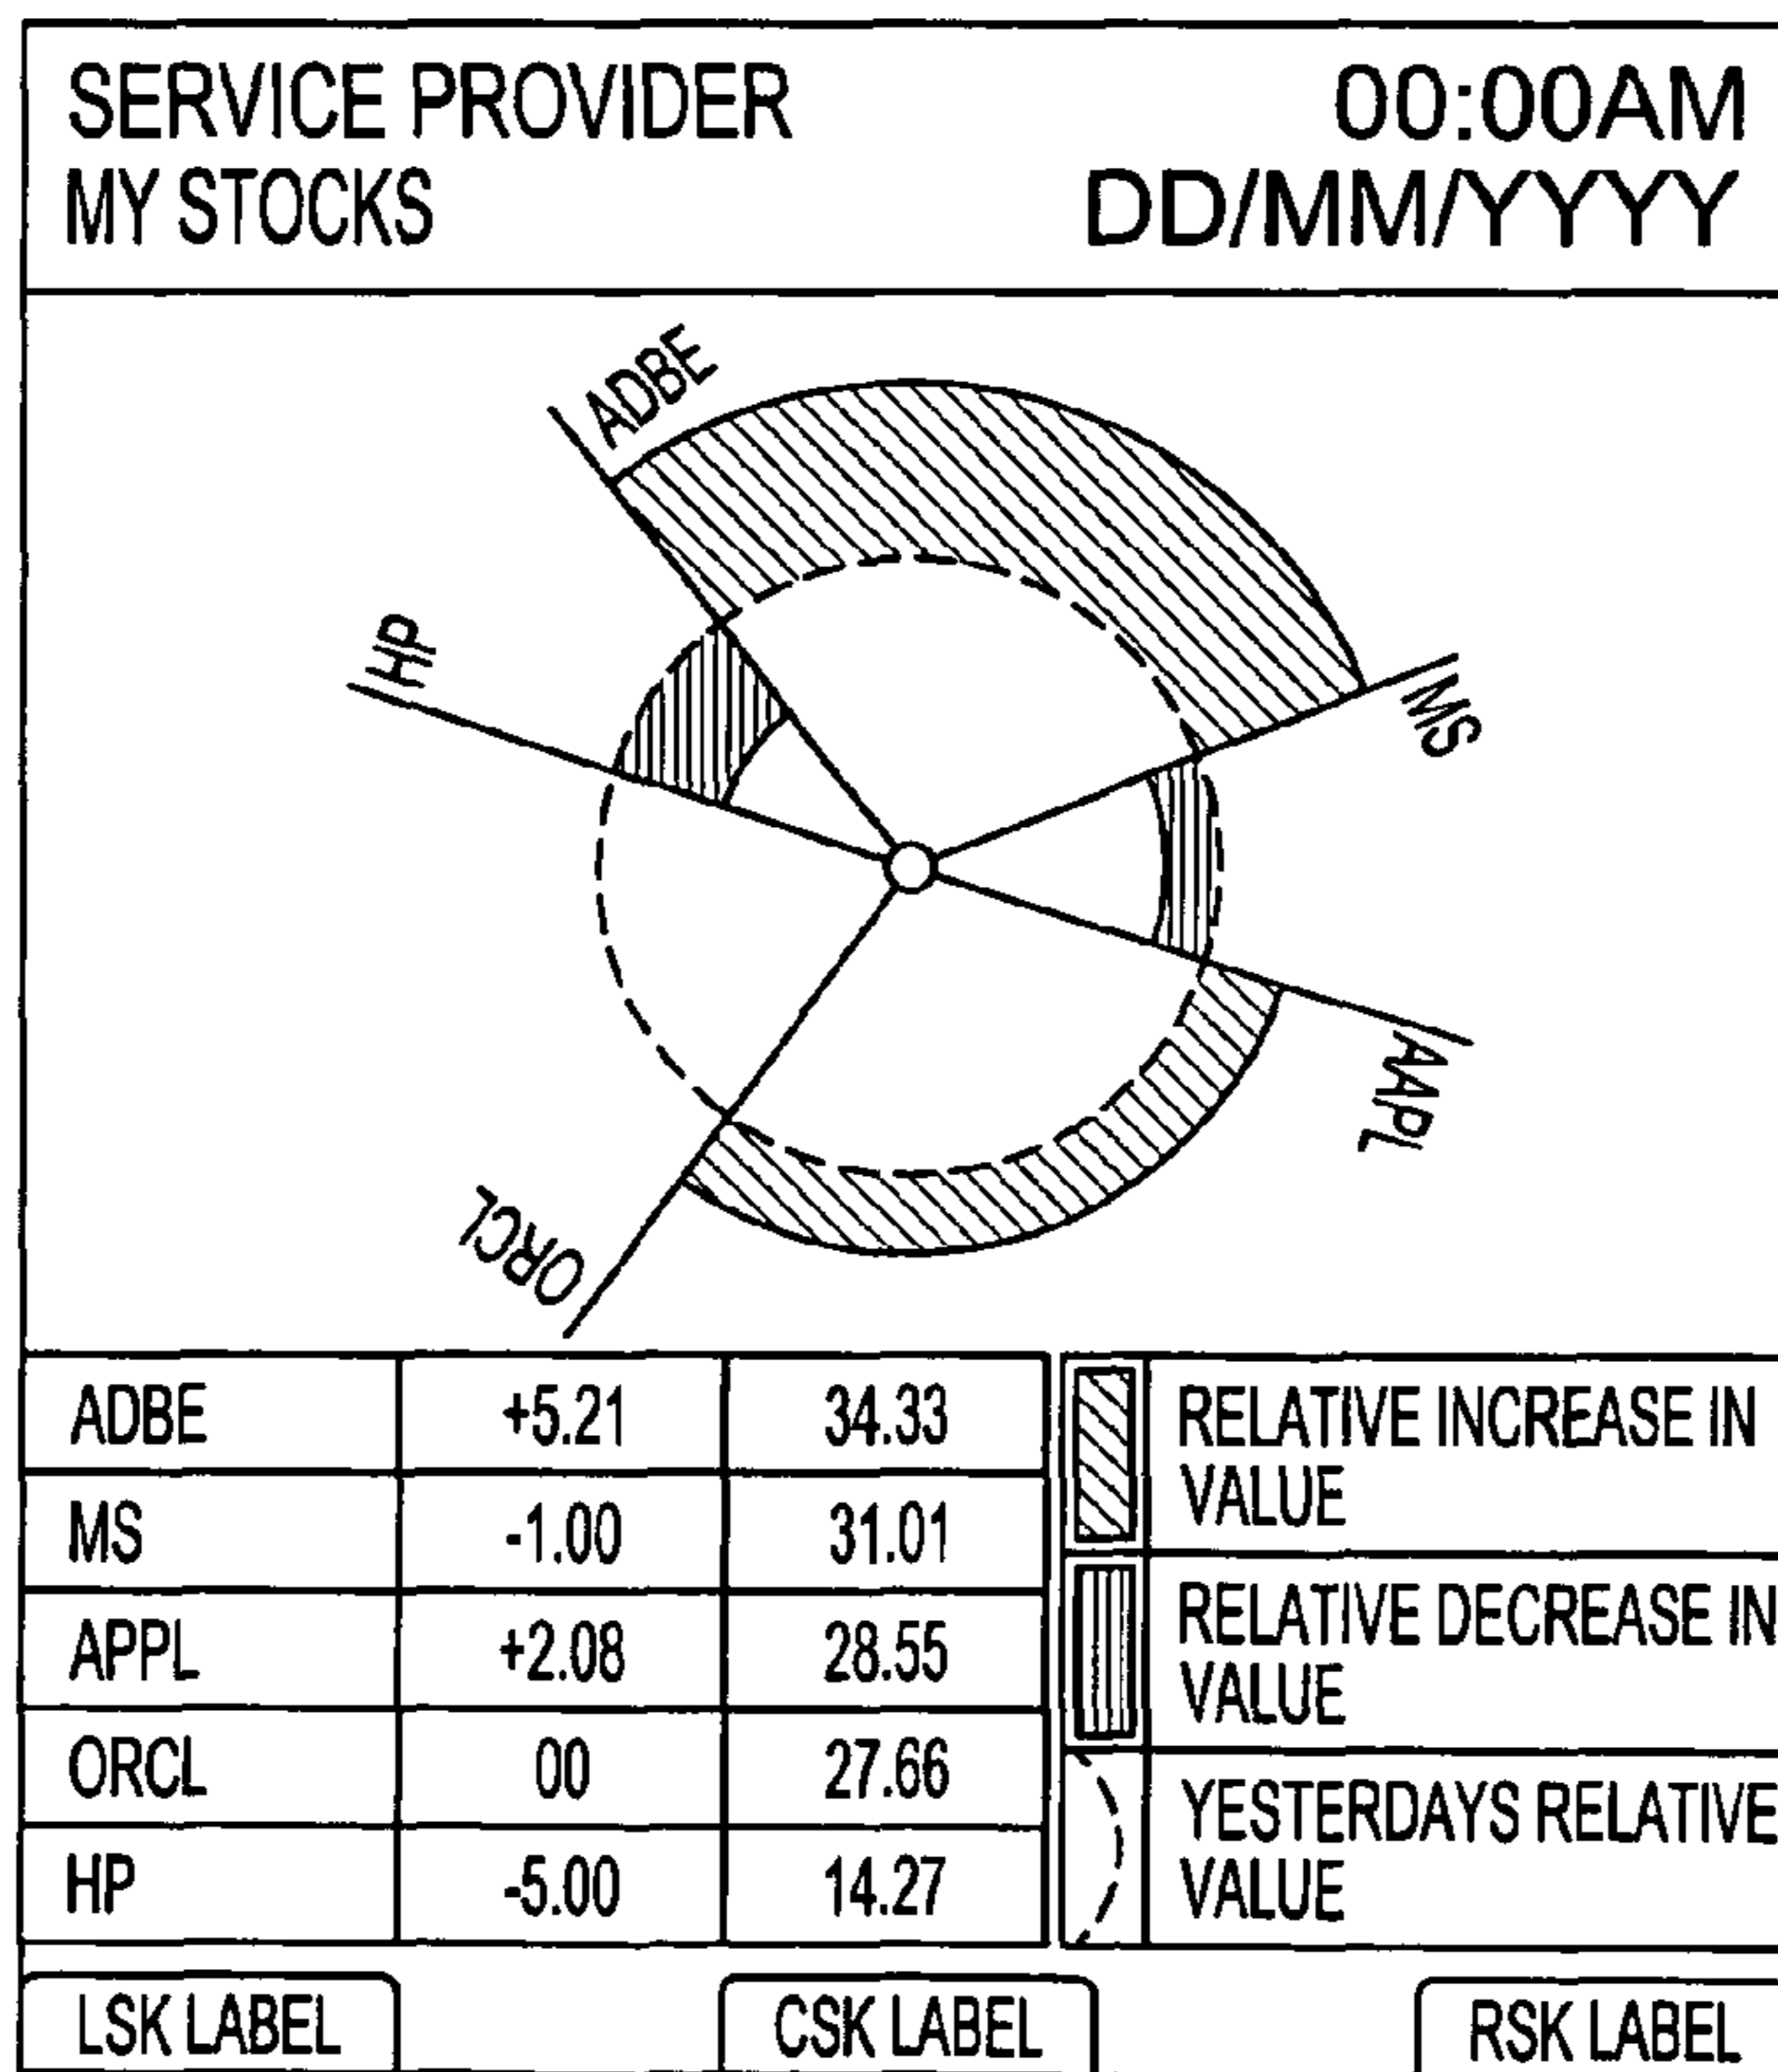 SERVICE PROVIDER 00:00AM
MY STOCKS DD/MM/YYYY
ADBE
HP
MS
AAPL
ORCL
ADBE +5.21 34.33
MS -1.00 31.01
APPL +2.08 28.55
ORCL 00 27.66
HP -5.00 14.27
RELATIVE INCREASE IN
VALUE
RELATIVE DECREASE IN
VALUE
YESTERDAYS RELATIVE
VALUE
LSK LABEL CSK LABEL RSK LABEL